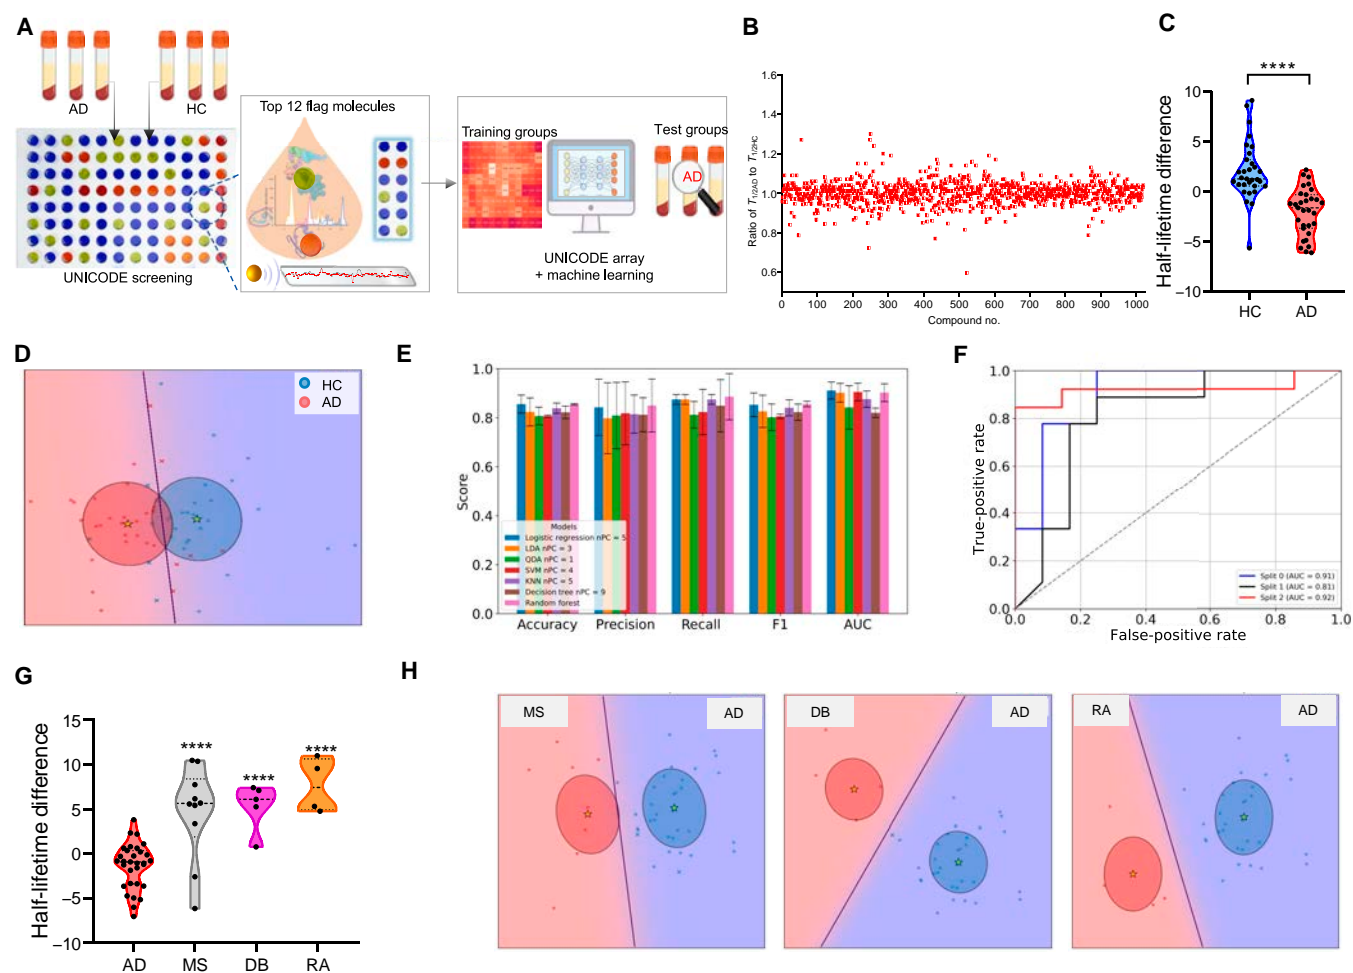 A
AD
HC
UNICODE screening
Top 12 flag molecules
Training groups
Test groups
AD
UNICODE array
+ machine learning
B
Ratio of T1/2AD to T1/2HC
1.6
1.4
1.2
1.0
0.8
0.6
0
100
200
300
400
500
600
700
800
900
1000
Compound no.
C
****
Half-lifetime difference
10
5
0
−5
−10
HC
AD
D
HC
AD
E
Score
1.0
0.8
0.6
0.4
0.2
0.0
Models
Logistic regression nPC = 5
LDA nPC = 3
QDA nPC = 1
SVM nPC = 4
KNN nPC = 5
Decision tree nPC = 9
Random forest
Accuracy
Precision
Recall
F1
AUC
F
True-positive rate
1.0
0.8
0.6
0.4
0.2
0.0
Split 0 (AUC = 0.91)
Split 1 (AUC = 0.81)
Split 2 (AUC = 0.92)
0.0
0.2
0.4
0.6
0.8
1.0
False-positive rate
G
Half-lifetime difference
15
10
5
0
−5
−10
****
****
****
AD
MS
DB
RA
H
MS
AD
DB
AD
RA
AD